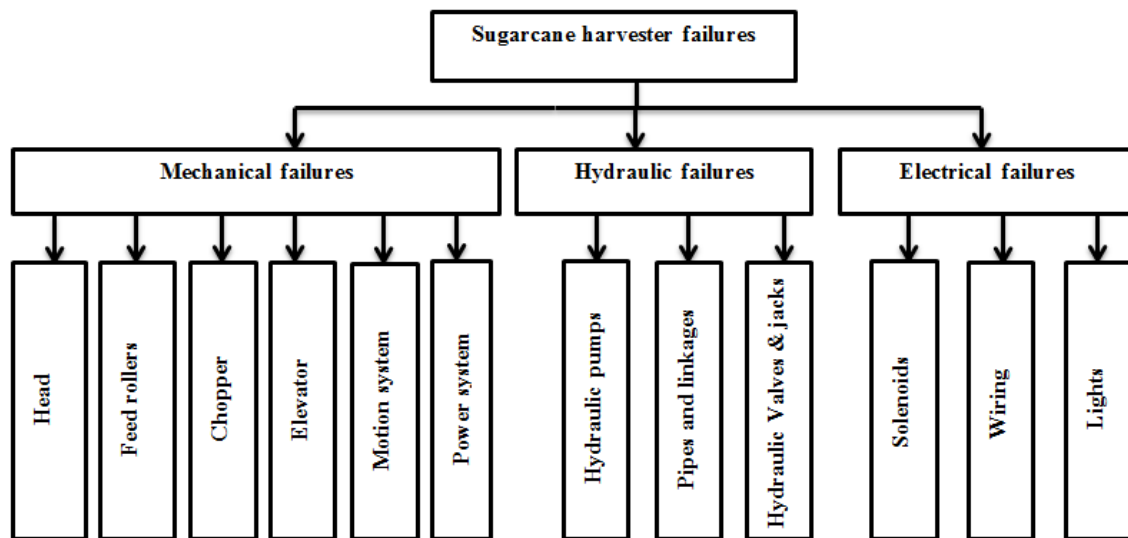 Sugarcane harvester failures
Mechanical failures
Hydraulic failures
Electrical failures
Head
Feed rollers
Chopper
Elevator
Motion system
Power system
Hydraulic pumps
Pipes and linkages
Hydraulic Valves & jacks
Solenoids
Wiring
Lights